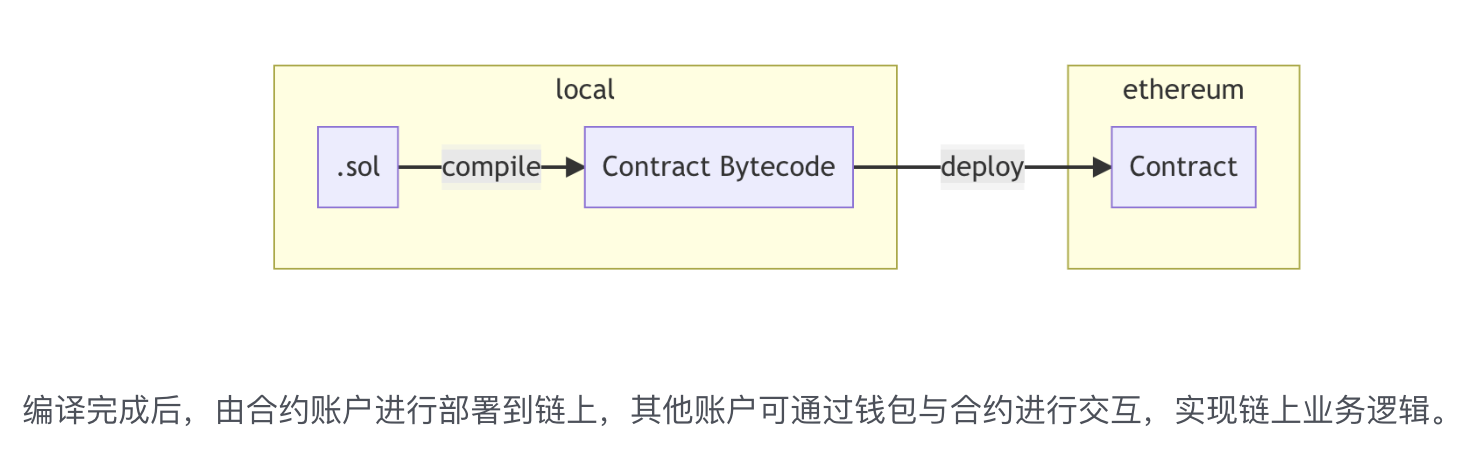 local
ethereum
.sol
compile
Contract Bytecode
deploy
Contract
编译完成后，由合约账户进行部署到链上，其他账户可通过钱包与合约进行交互，实现链上业务逻辑。